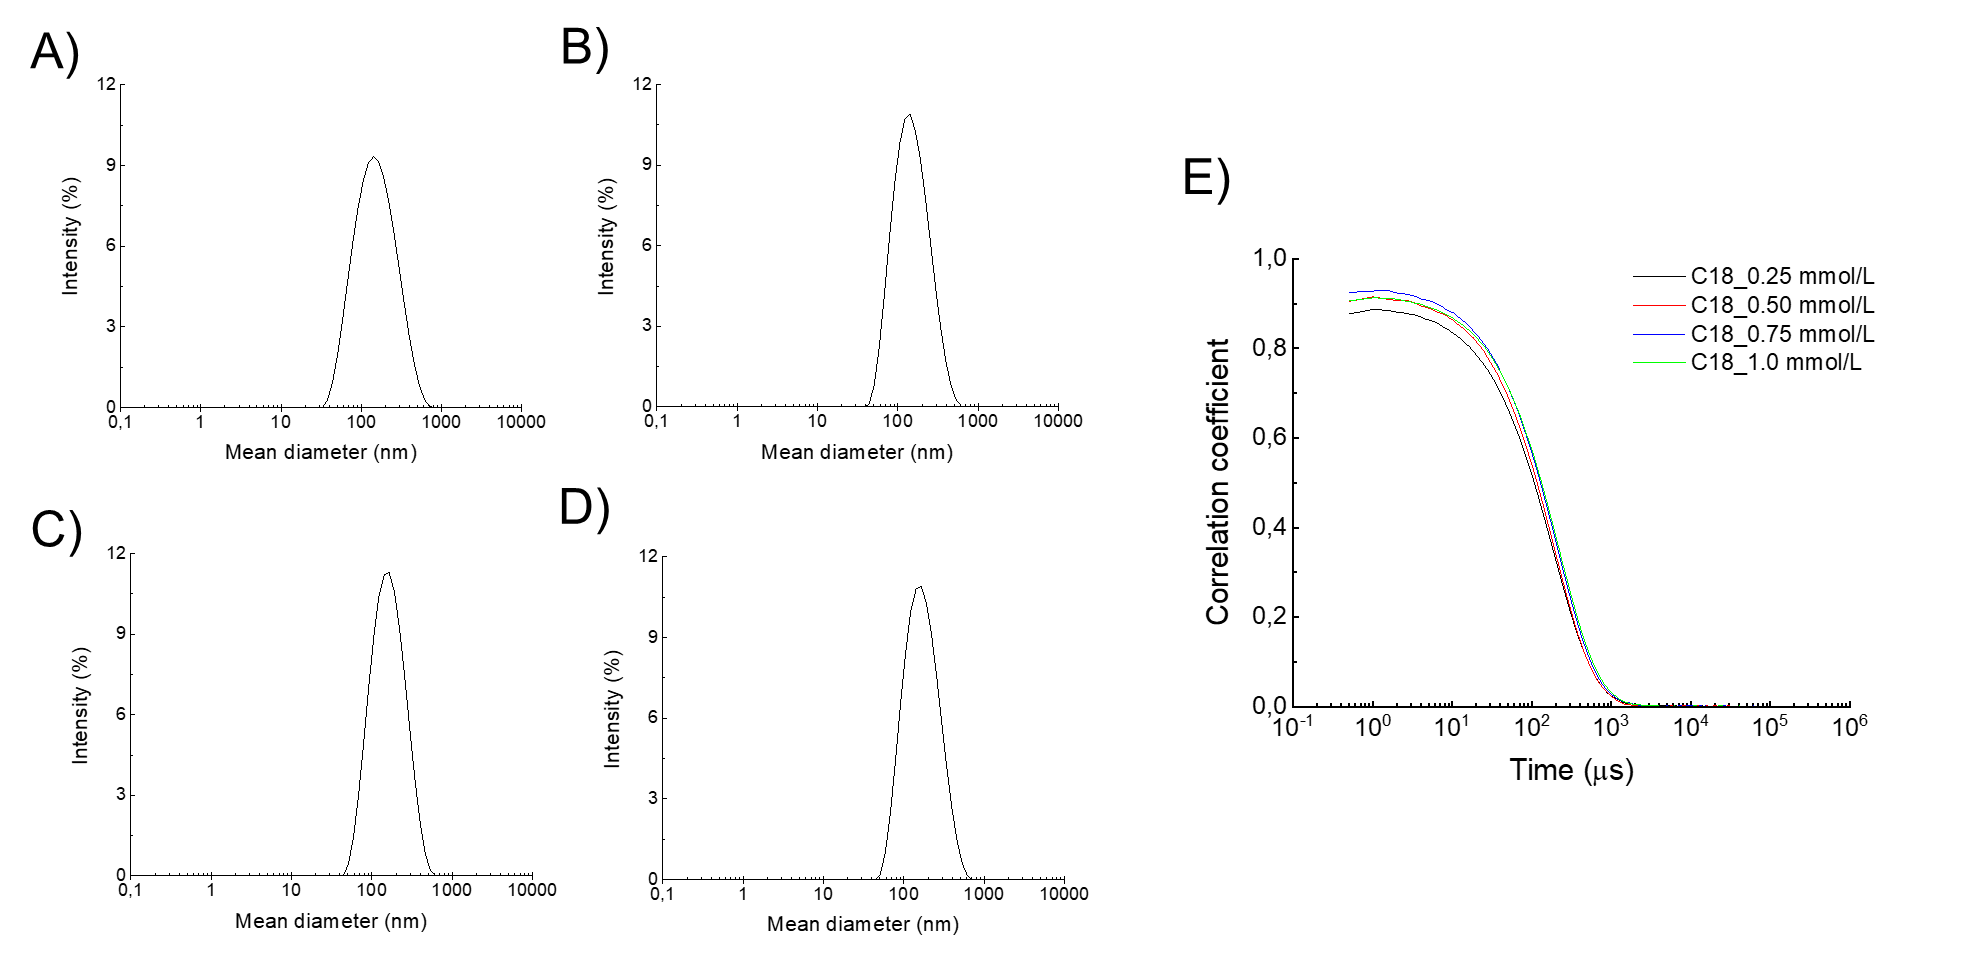 A)
12
9
6
3
0
0,1 1 10 100 1000 10000
Intensity (%)
Mean diameter (nm)
B)
12
9
6
3
0
0,1 1 10 100 1000 10000
Intensity (%)
Mean diameter (nm)
C)
12
9
6
3
0
0,1 1 10 100 1000 10000
Intensity (%)
Mean diameter (nm)
D)
12
9
6
3
0
0,1 1 10 100 1000 10000
Intensity (%)
Mean diameter (nm)
E)
1,0
0,8
0,6
0,4
0,2
0,0
10⁻¹ 10⁰ 10¹ 10² 10³ 10⁴ 10⁵ 10⁶
Correlation coefficient
Time (μs)
C18_0.25 mmol/L
C18_0.50 mmol/L
C18_0.75 mmol/L
C18_1.0 mmol/L